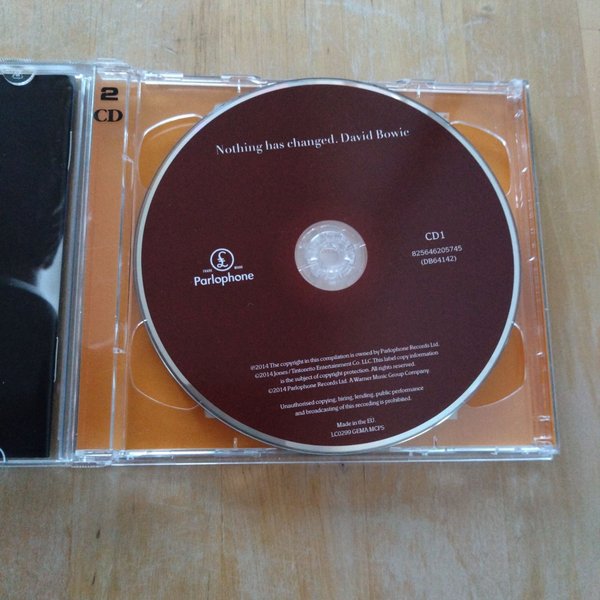 2
CD
Nothing has changed. David Bowie
£
TRADE MARK
Parlophone
CD1
825646205745
(DB64142)
℗2014 The copyright in this compilation is owned by Parlophone Records Ltd.
©2014 Jones / Tintoretto Entertainment Co. LLC. This label copy information
is the subject of copyright protection. All rights reserved.
©2014 Parlophone Records Ltd. A Warner Music Group Company.
Unauthorised copying, hiring, lending, public performance
and broadcasting of this recording is prohibited.
Made in the EU.
LC0299 GEMA MCPS